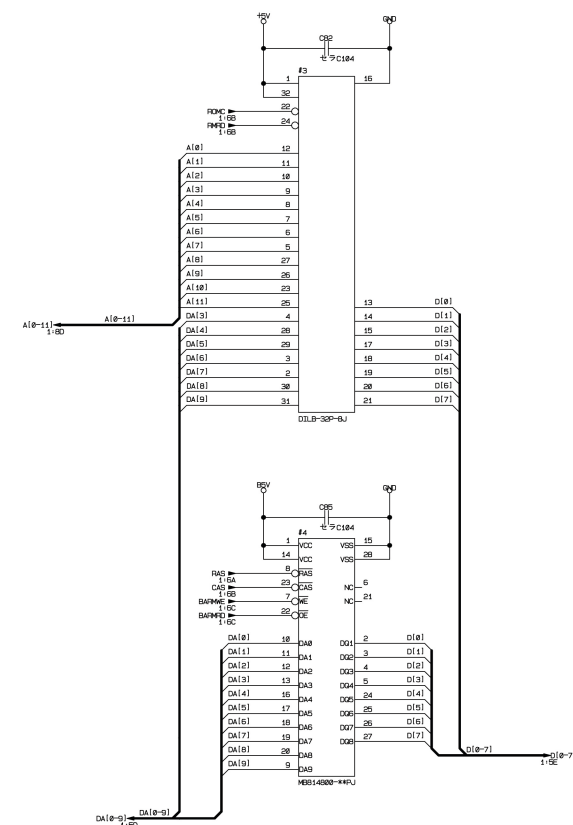 +5V GND
C82
セラC104
#3
1 16
32
ROMC 22
1:6B
RMRD 24
1:6B
A[0] 12
A[1] 11
A[2] 10
A[3] 9
A[4] 8
A[5] 7
A[6] 6
A[7] 5
A[8] 27
A[9] 26
A[10] 23
A[11] 25 13 D[0]
DA[3] 4 14 D[1]
A[0-11] A[0-11]
1:8D
DA[4] 28 15 D[2]
DA[5] 29 17 D[3]
DA[6] 3 18 D[4]
DA[7] 2 19 D[5]
DA[8] 30 20 D[6]
DA[9] 31 21 D[7]
DILB-32P-8J
B5V GND
C85
セラC104
#4
1 VCC VSS 15
14 VCC VSS 28
RAS 8 RAS NC 6
1:6A
CAS 23 CAS NC 21
1:6B
BARMWE 7 WE
1:6C
BARMRD 22 OE
1:6C
DA[0] 10 DA0 DQ1 2 D[0]
DA[1] 11 DA1 DQ2 3 D[1]
DA[2] 12 DA2 DQ3 4 D[2]
DA[3] 13 DA3 DQ4 5 D[3]
DA[4] 16 DA4 DQ5 24 D[4]
DA[5] 17 DA5 DQ6 25 D[5]
DA[6] 18 DA6 DQ7 26 D[6]
DA[7] 19 DA7 DQ8 27 D[7]
DA[8] 20 DA8
DA[9] 9 DA9
D[0-7] D[0-7
1:5E
MB814800-**PJ
DA[0-9] DA[0-9]